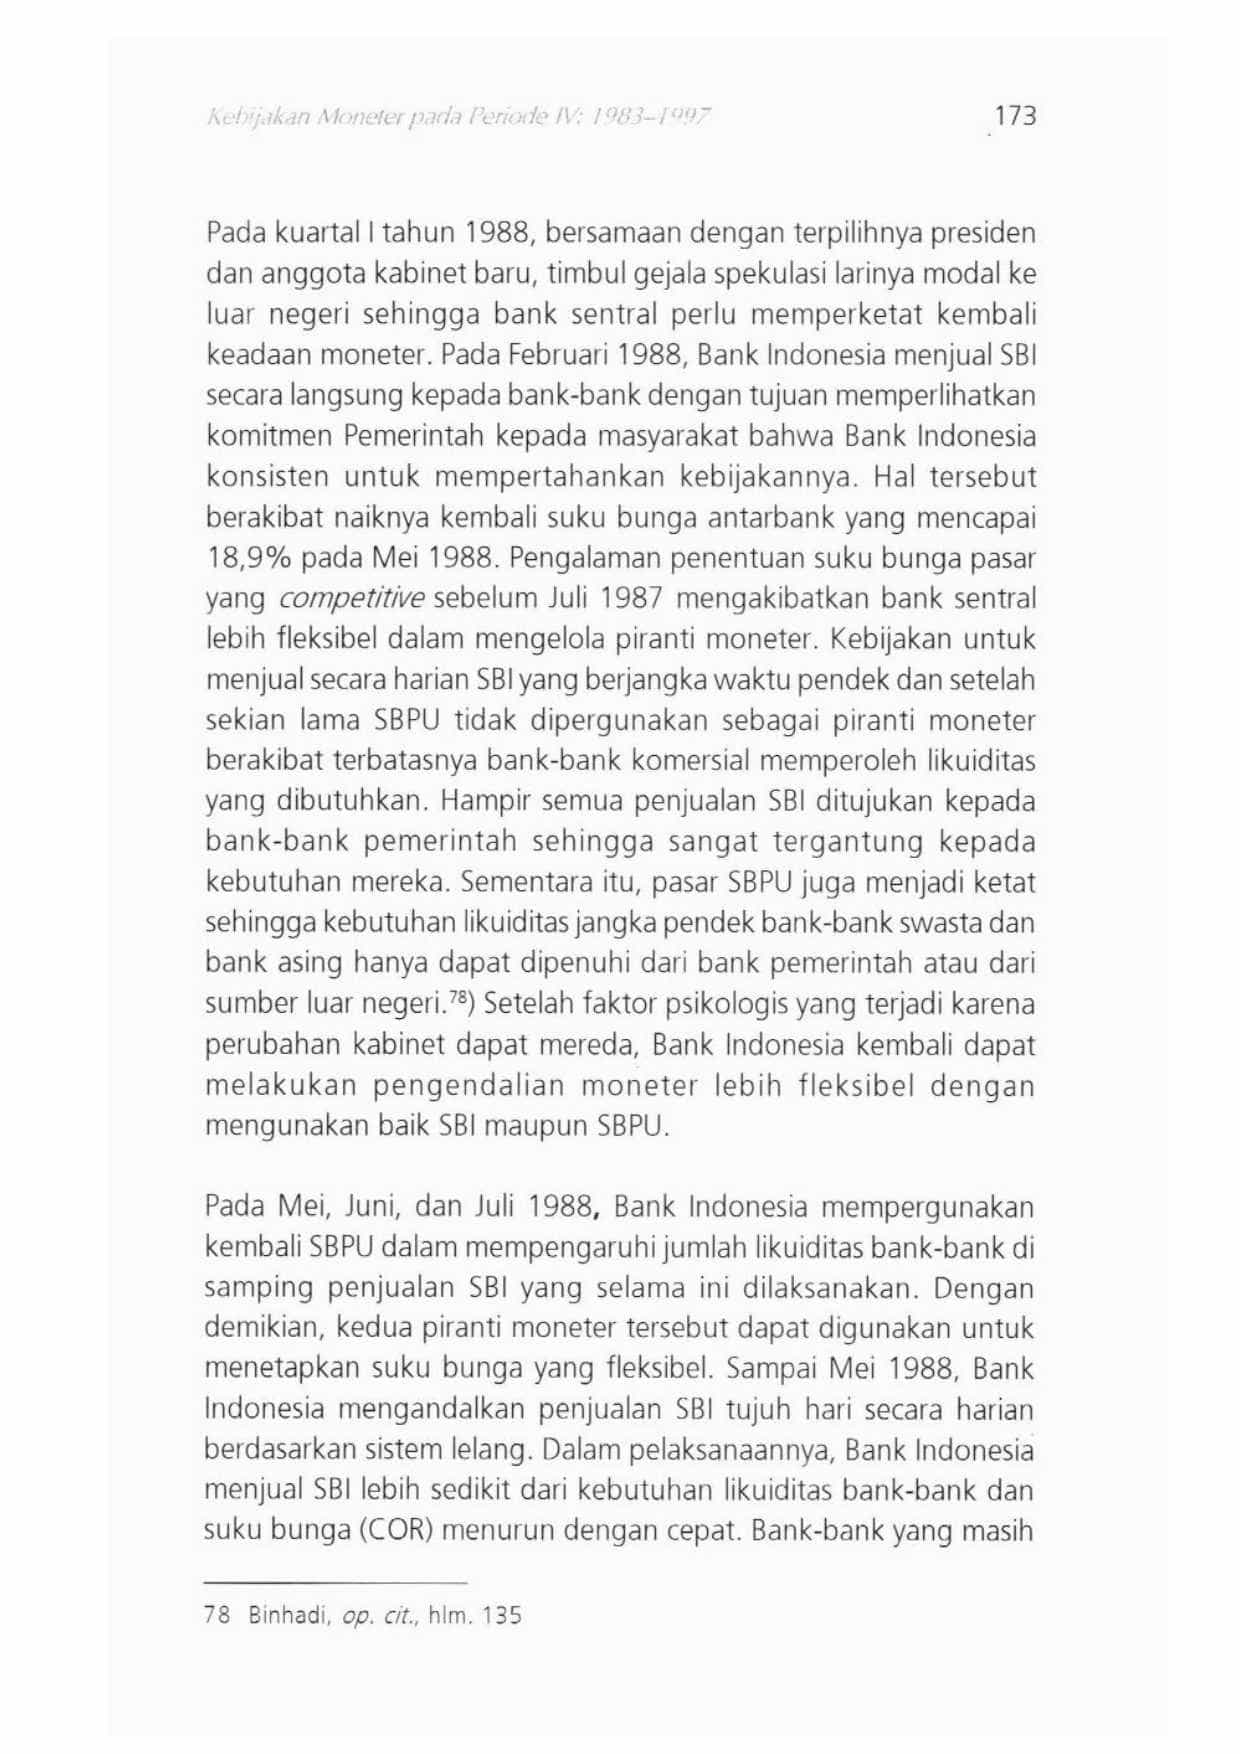 Kebijakan Moneter pada Periode IV: 1983–1997 173
Pada kuartal I tahun 1988, bersamaan dengan terpilihnya presiden
dan anggota kabinet baru, timbul gejala spekulasi larinya modal ke
luar negeri sehingga bank sentral perlu memperketat kembali
keadaan moneter. Pada Februari 1988, Bank Indonesia menjual SBI
secara langsung kepada bank-bank dengan tujuan memperlihatkan
komitmen Pemerintah kepada masyarakat bahwa Bank Indonesia
konsisten untuk mempertahankan kebijakannya. Hal tersebut
berakibat naiknya kembali suku bunga antarbank yang mencapai
18,9% pada Mei 1988. Pengalaman penentuan suku bunga pasar
yang competitive sebelum Juli 1987 mengakibatkan bank sentral
lebih fleksibel dalam mengelola piranti moneter. Kebijakan untuk
menjual secara harian SBI yang berjangka waktu pendek dan setelah
sekian lama SBPU tidak dipergunakan sebagai piranti moneter
berakibat terbatasnya bank-bank komersial memperoleh likuiditas
yang dibutuhkan. Hampir semua penjualan SBI ditujukan kepada
bank-bank pemerintah sehingga sangat tergantung kepada
kebutuhan mereka. Sementara itu, pasar SBPU juga menjadi ketat
sehingga kebutuhan likuiditas jangka pendek bank-bank swasta dan
bank asing hanya dapat dipenuhi dari bank pemerintah atau dari
sumber luar negeri.⁷⁸) Setelah faktor psikologis yang terjadi karena
perubahan kabinet dapat mereda, Bank Indonesia kembali dapat
melakukan pengendalian moneter lebih fleksibel dengan
mengunakan baik SBI maupun SBPU.
Pada Mei, Juni, dan Juli 1988, Bank Indonesia mempergunakan
kembali SBPU dalam mempengaruhi jumlah likuiditas bank-bank di
samping penjualan SBI yang selama ini dilaksanakan. Dengan
demikian, kedua piranti moneter tersebut dapat digunakan untuk
menetapkan suku bunga yang fleksibel. Sampai Mei 1988, Bank
Indonesia mengandalkan penjualan SBI tujuh hari secara harian
berdasarkan sistem lelang. Dalam pelaksanaannya, Bank Indonesia
menjual SBI lebih sedikit dari kebutuhan likuiditas bank-bank dan
suku bunga (COR) menurun dengan cepat. Bank-bank yang masih
78 Binhadi, op. cit., hlm. 135